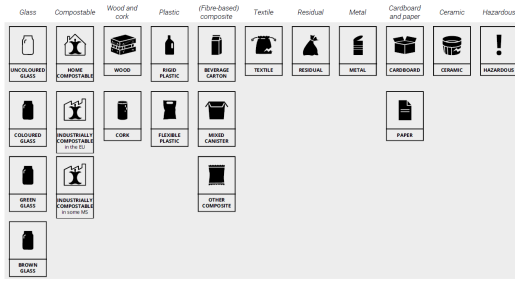 Glass
Compostable
Wood and
cork
Plastic
(Fibre-based)
composite
Textile
Residual
Metal
Cardboard
and paper
Ceramic
Hazardous
UNCOLOURED
GLASS
HOME
COMPOSTABLE
WOOD
RIGID
PLASTIC
BEVERAGE
CARTON
TEXTILE
RESIDUAL
METAL
CARDBOARD
CERAMIC
HAZARDOUS
COLOURED
GLASS
INDUSTRIALLY
COMPOSTABLE
in the EU
CORK
FLEXIBLE
PLASTIC
MIXED
CANISTER
PAPER
GREEN
GLASS
INDUSTRIALLY
COMPOSTABLE
in some MS
OTHER
COMPOSITE
BROWN
GLASS